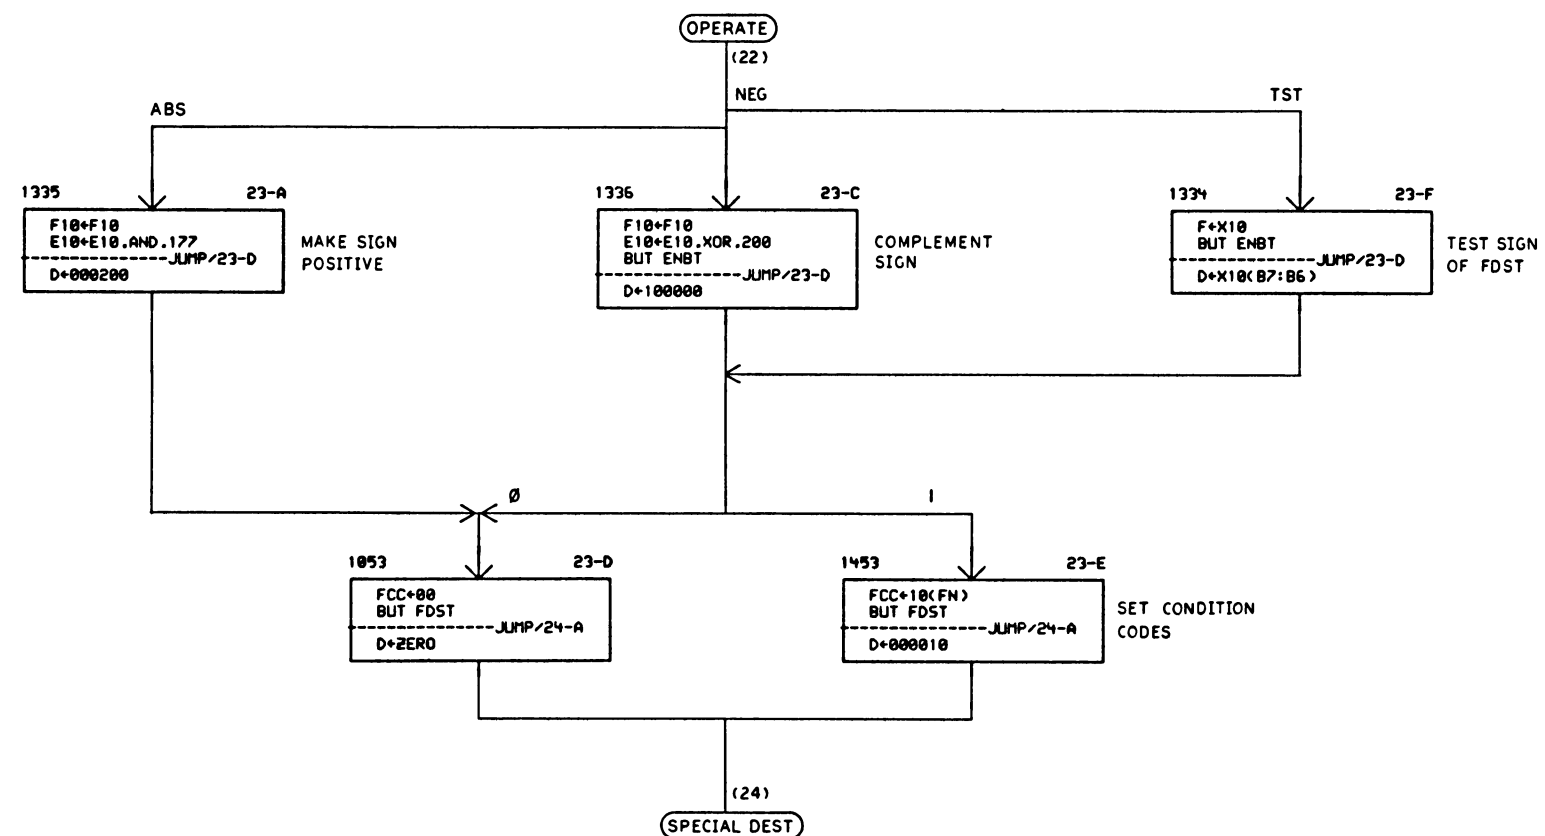 OPERATE
(22)
ABS
NEG
TST
1335 23-A
F10←F10
E10←E10.AND.177
JUMP/23-D
D←000200
MAKE SIGN
POSITIVE
1336 23-C
F10←F10
E10←E10.XOR.200
BUT ENBT
JUMP/23-D
D←100000
COMPLEMENT
SIGN
1334 23-F
F←X10
BUT ENBT
JUMP/23-D
D←X10(B7:B6)
TEST SIGN
OF FDST
Ø
1
1053 23-D
FCC←00
BUT FDST
JUMP/24-A
D←ZERO
1453 23-E
FCC←10(FN)
BUT FDST
JUMP/24-A
D←000010
SET CONDITION
CODES
(24)
SPECIAL DEST